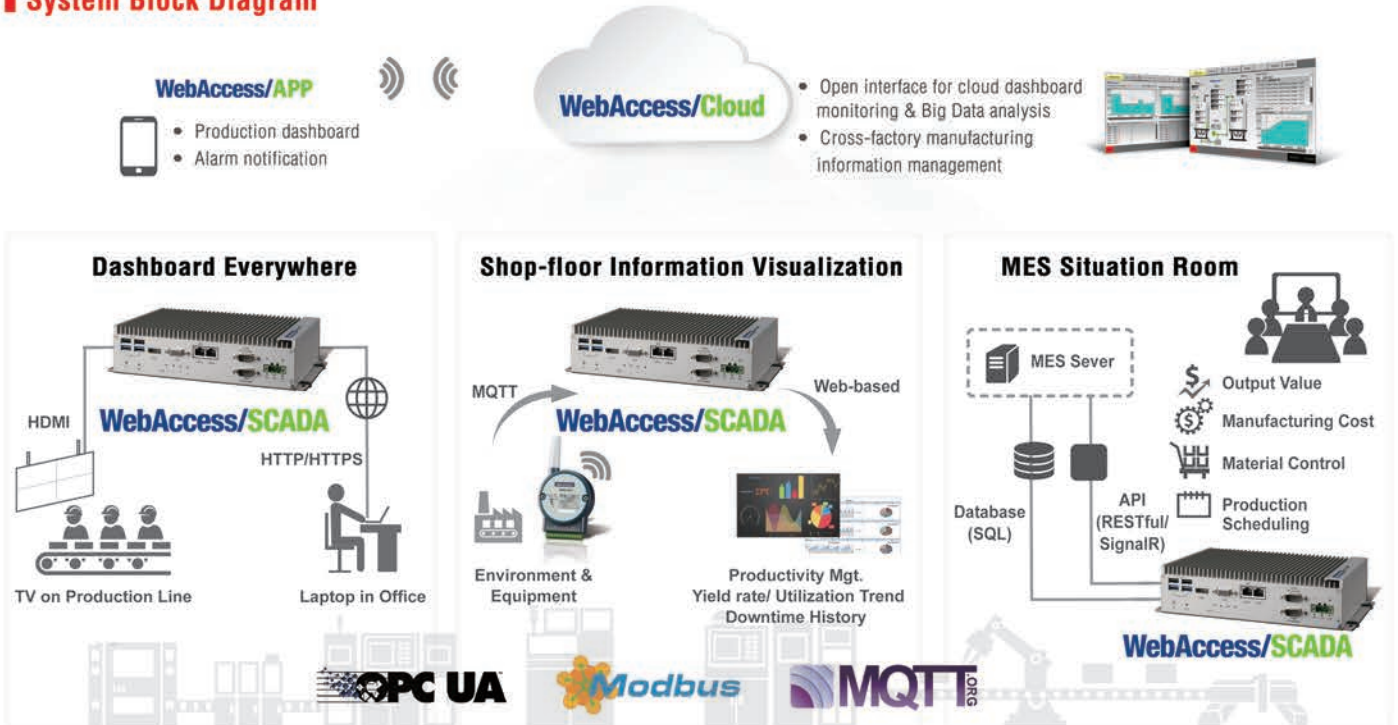 System Block Diagram
WebAccess/APP
• Production dashboard
• Alarm notification
WebAccess/Cloud
• Open interface for cloud dashboard
monitoring & Big Data analysis
• Cross-factory manufacturing
information management
Dashboard Everywhere
WebAccess/SCADA
HDMI
HTTP/HTTPS
TV on Production Line
Laptop in Office
Shop-floor Information Visualization
MQTT
Web-based
WebAccess/SCADA
Environment &
Equipment
Productivity Mgt.
Yield rate/ Utilization Trend
Downtime History
MES Situation Room
MES Sever
Output Value
Manufacturing Cost
Material Control
Production
Scheduling
Database
(SQL)
API
(RESTful/
SignalR)
WebAccess/SCADA
OPC UA
Modbus
MQTT.ORG